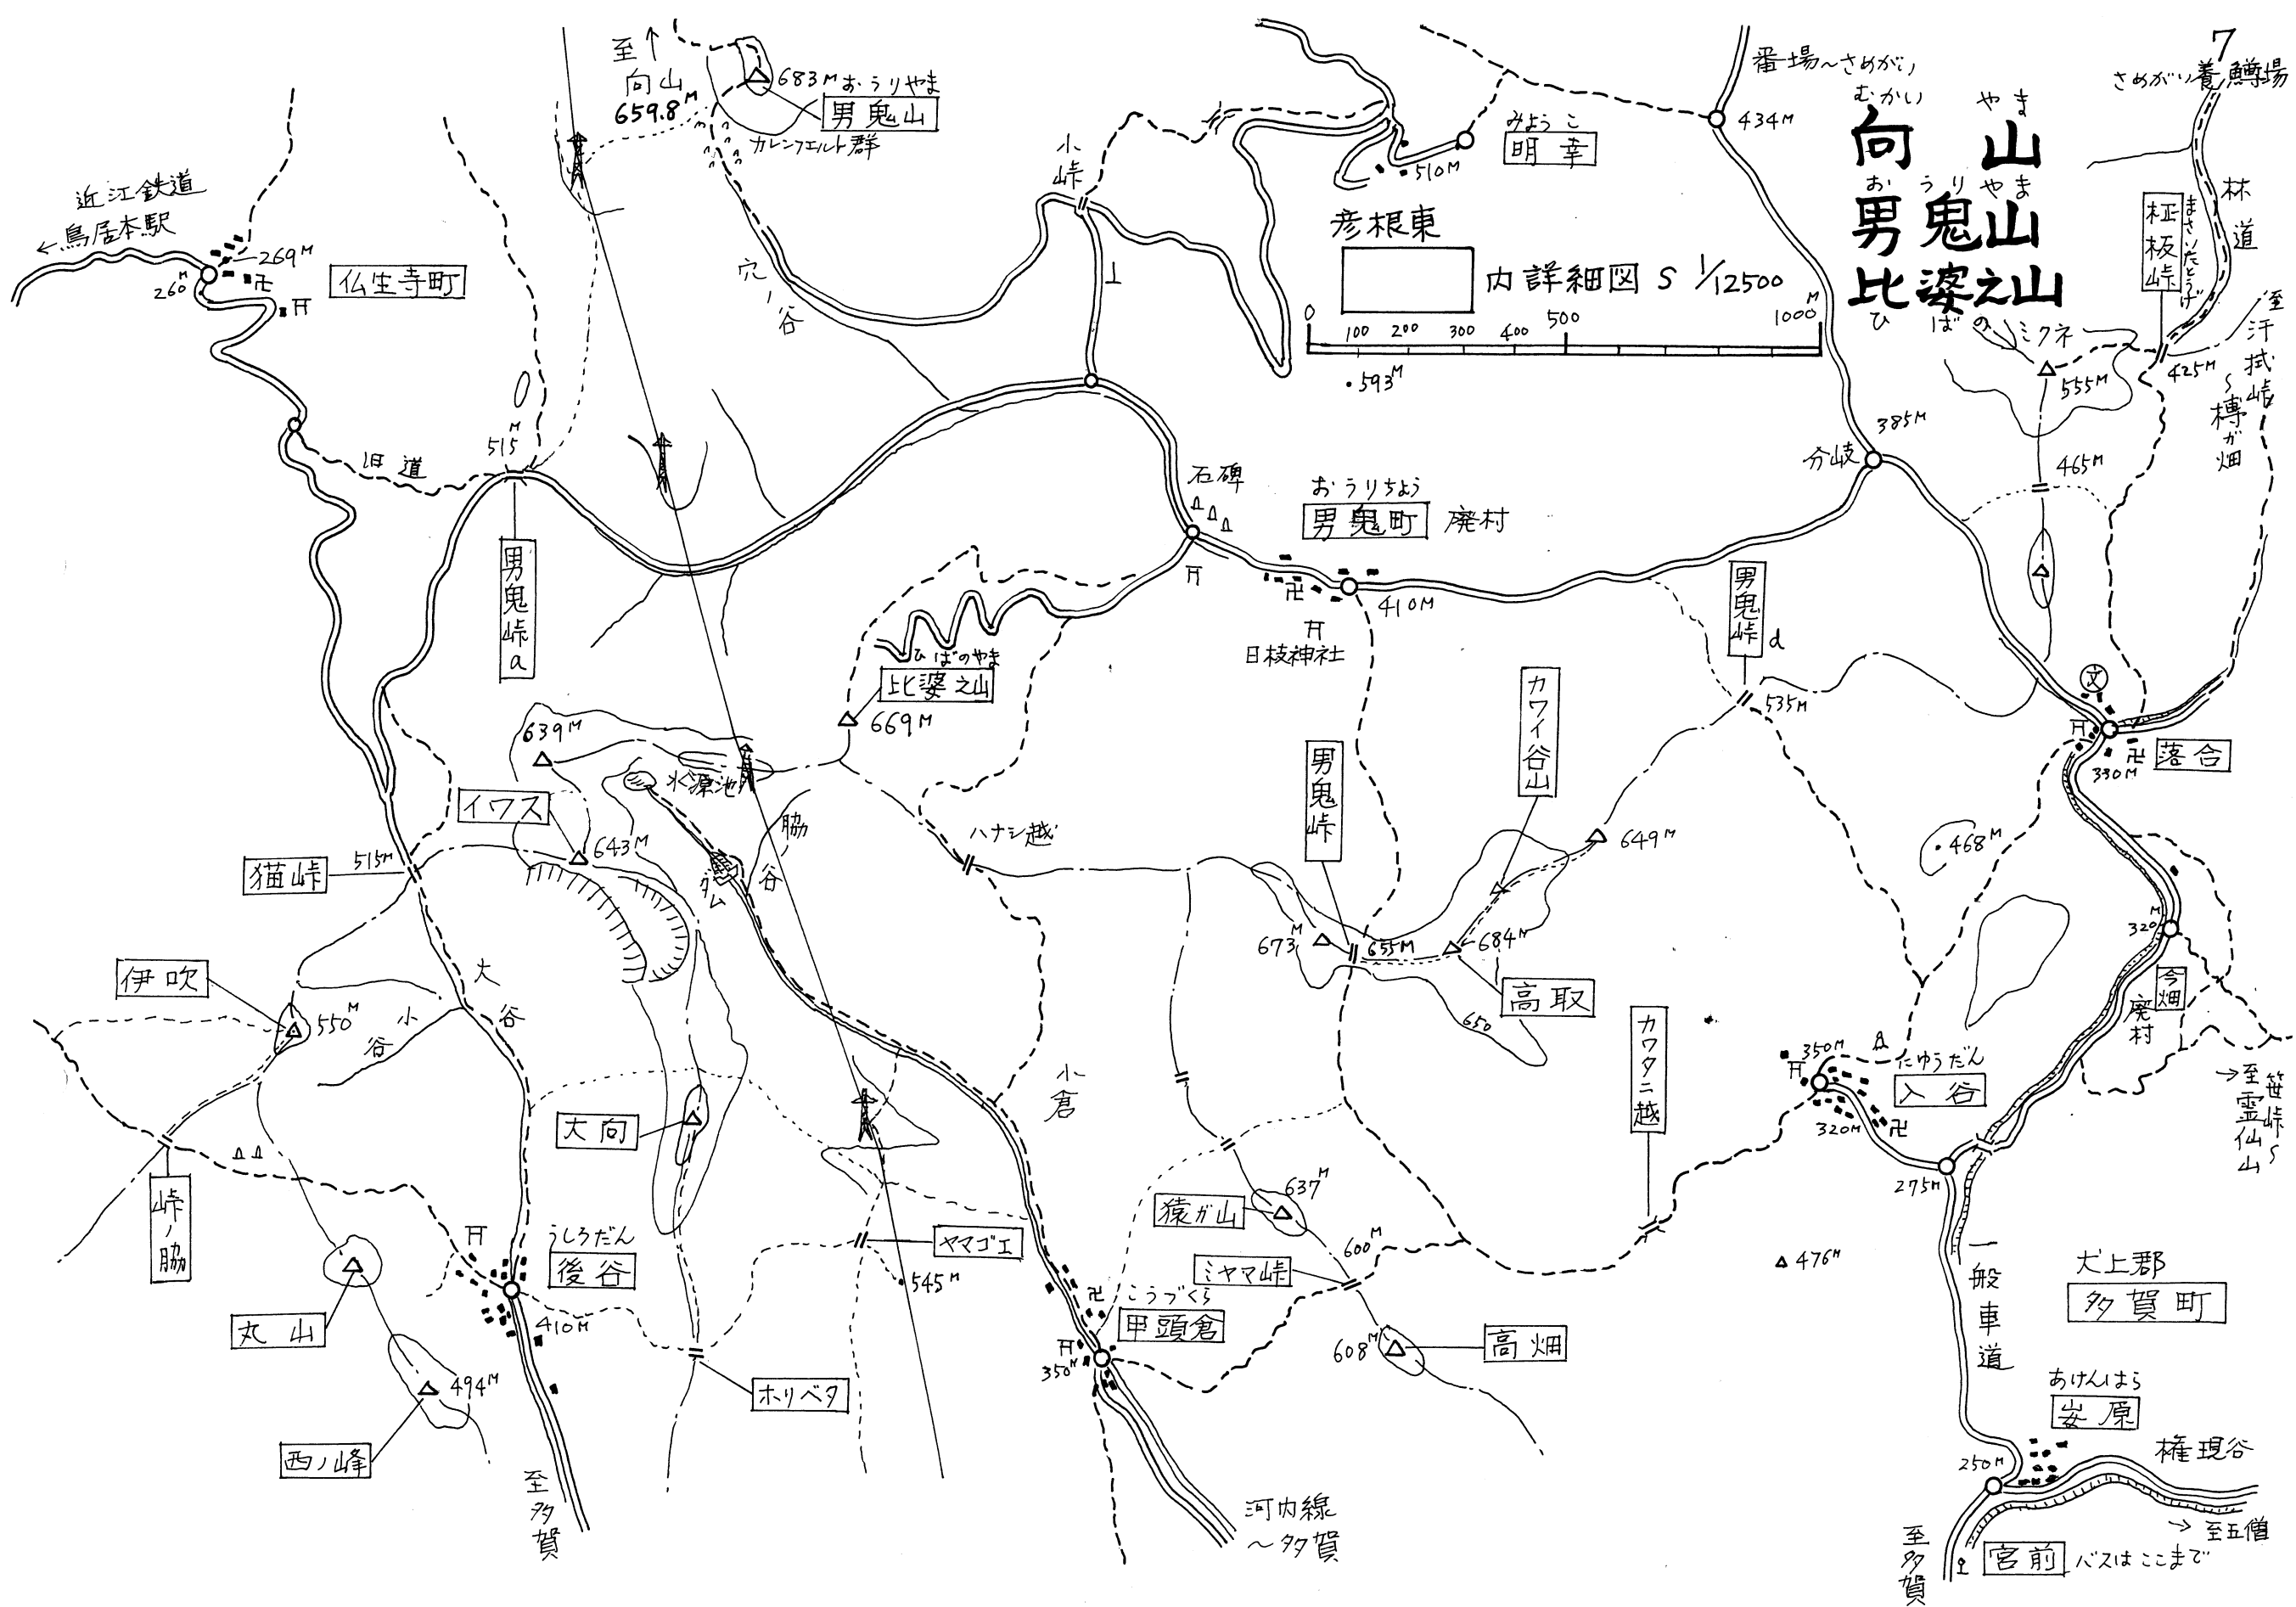 7
むかい やま
向 山
おうりやま
男鬼山
比婆之山
ひばの
至
向山
659.8M
683M
おうりやま
男鬼山
カレンフェルト群
番場〜さめがい
434M
さめがい養鱒場
林道
まさいたとうげ
柾板峠
425M
至汗拭峠〜樽ガ畑
ミクネ
555M
465M
近江鉄道
←鳥居本駅
269M
260M
仏生寺町
小峠
穴ノ谷
みようこ
明幸
510M
彦根東
内詳細図 S 1/12500
0 100 200 300 400 500 1000M
593M
385M
分岐
515M
旧道
男鬼峠a
石碑
おうりちょう
男鬼町 廃村
410M
日枝神社
男鬼峠 d
535M
文
落合
330M
ひばのやま
比婆之山
669M
639M
水源池
イワス
643M
ダム
脇ノ谷
ハナシ越
男鬼峠
カワイ谷山
649M
468M
猫峠
515M
673M
655M
684M
高取
650
320M
今畑
廃村
伊吹
550M
大谷
小谷
小倉
カワタニ越
350M
にゅうだん
入谷
320M
275M
→至霊仙山
笹峠〜
大向
峠ノ脇
猿ガ山
637M
ヤマゴエ
545M
うしろだん
後谷
410M
ミヤマ峠
600M
476M
一般車道
犬上郡
多賀町
丸山
こうづくら
甲頭倉
350M
608M
高畑
ホリベタ
494M
西ノ峰
あけんはら
𡚴原
250M
権現谷
至多賀
河内線
〜多賀
→至五僧
至多賀
宮前 バスはここまで